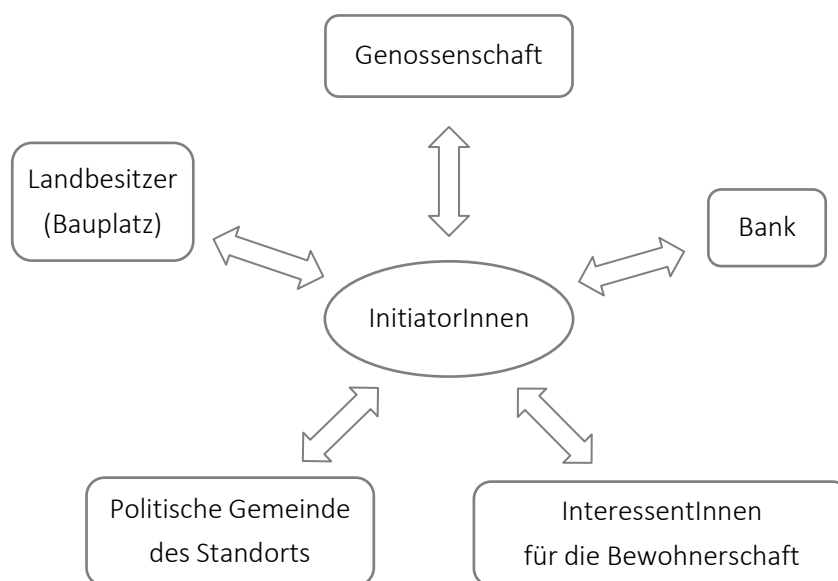 Genossenschaft
Landbesitzer
(Bauplatz)
Bank
InitiatorInnen
Politische Gemeinde
des Standorts
InteressentInnen
für die Bewohnerschaft